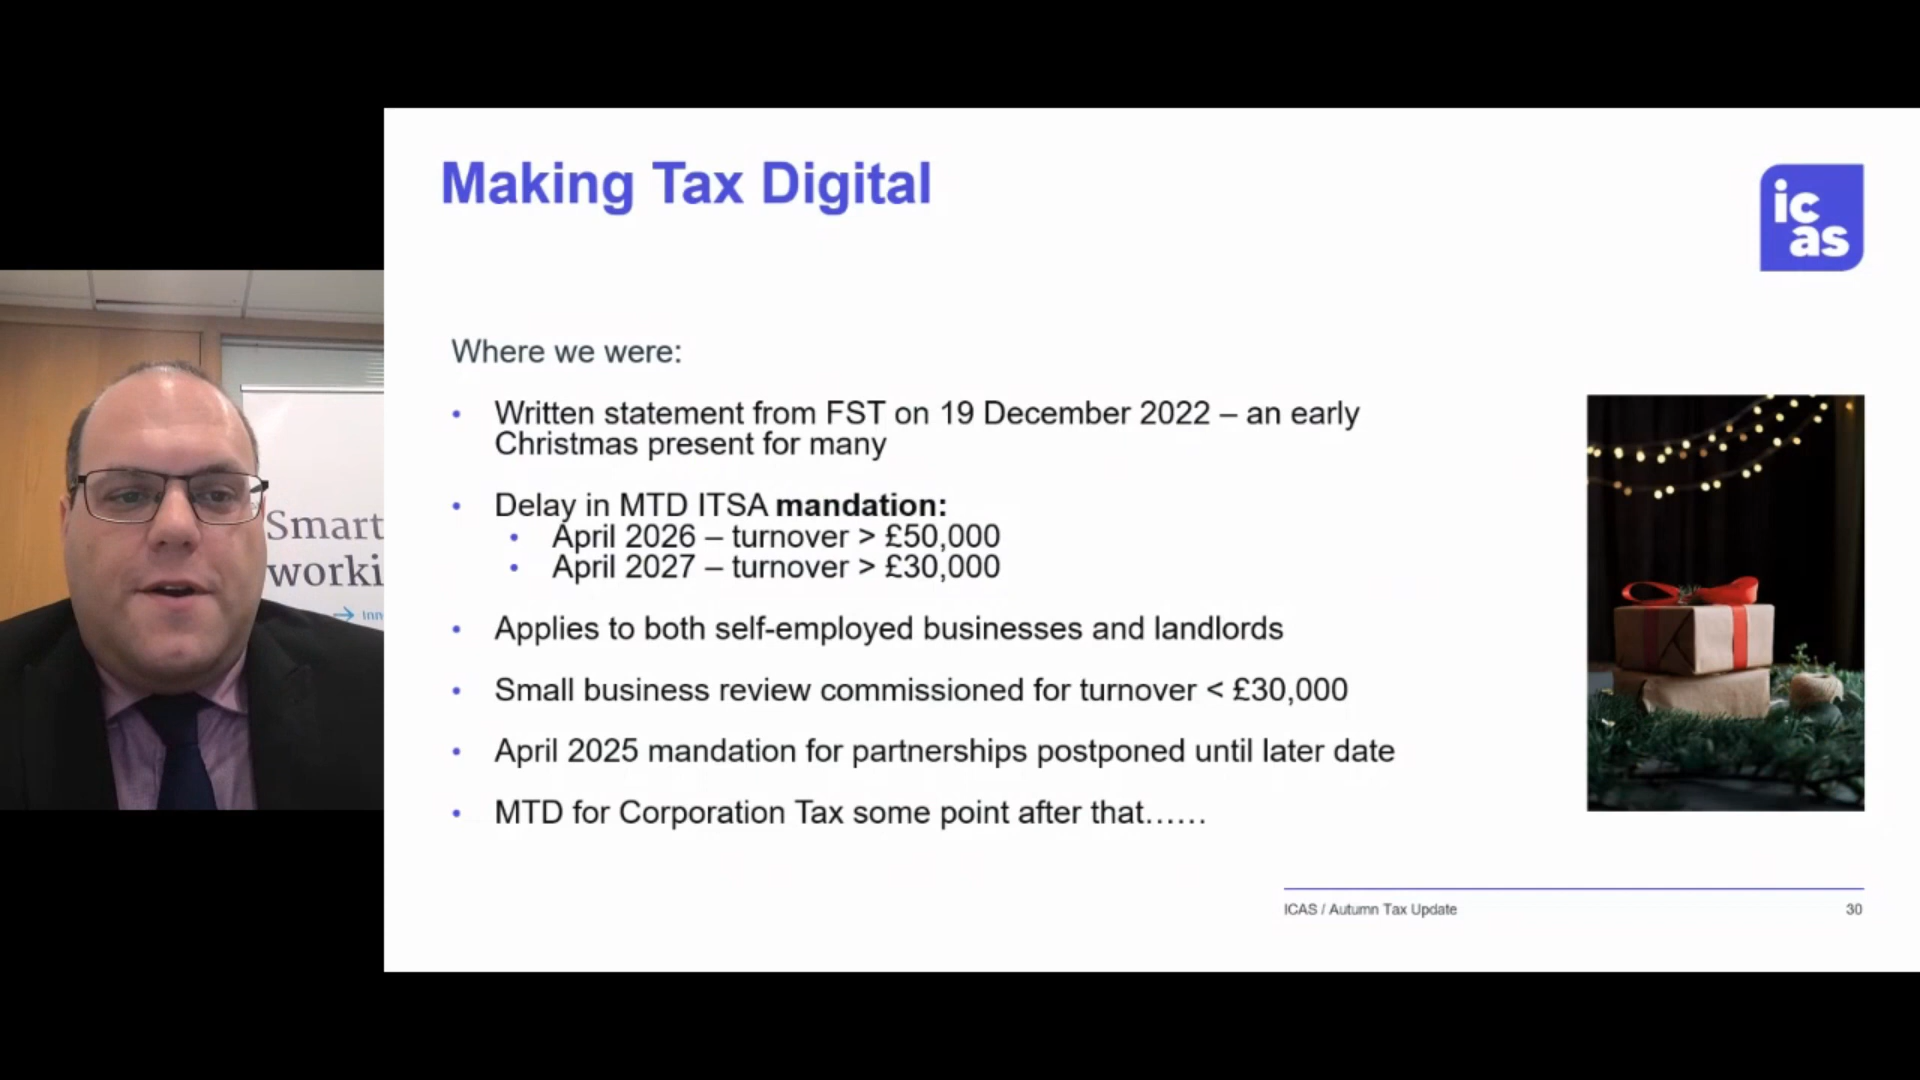 Making Tax Digital
ic
as
Where we were:
• Written statement from FST on 19 December 2022 – an early
Christmas present for many
• Delay in MTD ITSA mandation:
• April 2026 – turnover > £50,000
• April 2027 – turnover > £30,000
• Applies to both self-employed businesses and landlords
• Small business review commissioned for turnover < £30,000
• April 2025 mandation for partnerships postponed until later date
• MTD for Corporation Tax some point after that......
ICAS / Autumn Tax Update
30
Smart
worki
Inn